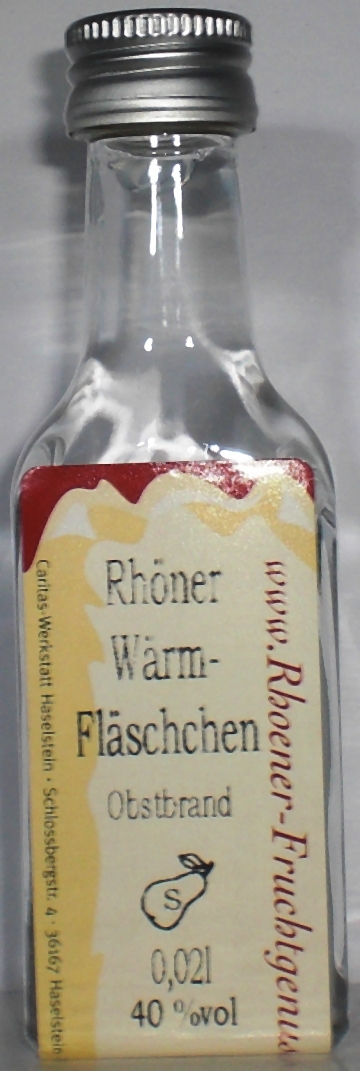 Rhöner
Wärm-
Fläschchen
Obstbrand
S
0,02l
40 %vol
www.Rhoener-Fruchtgenuss
Caritas-Werkstatt Haselstein · Schlossbergstr. 4 · 36167 Haselstein